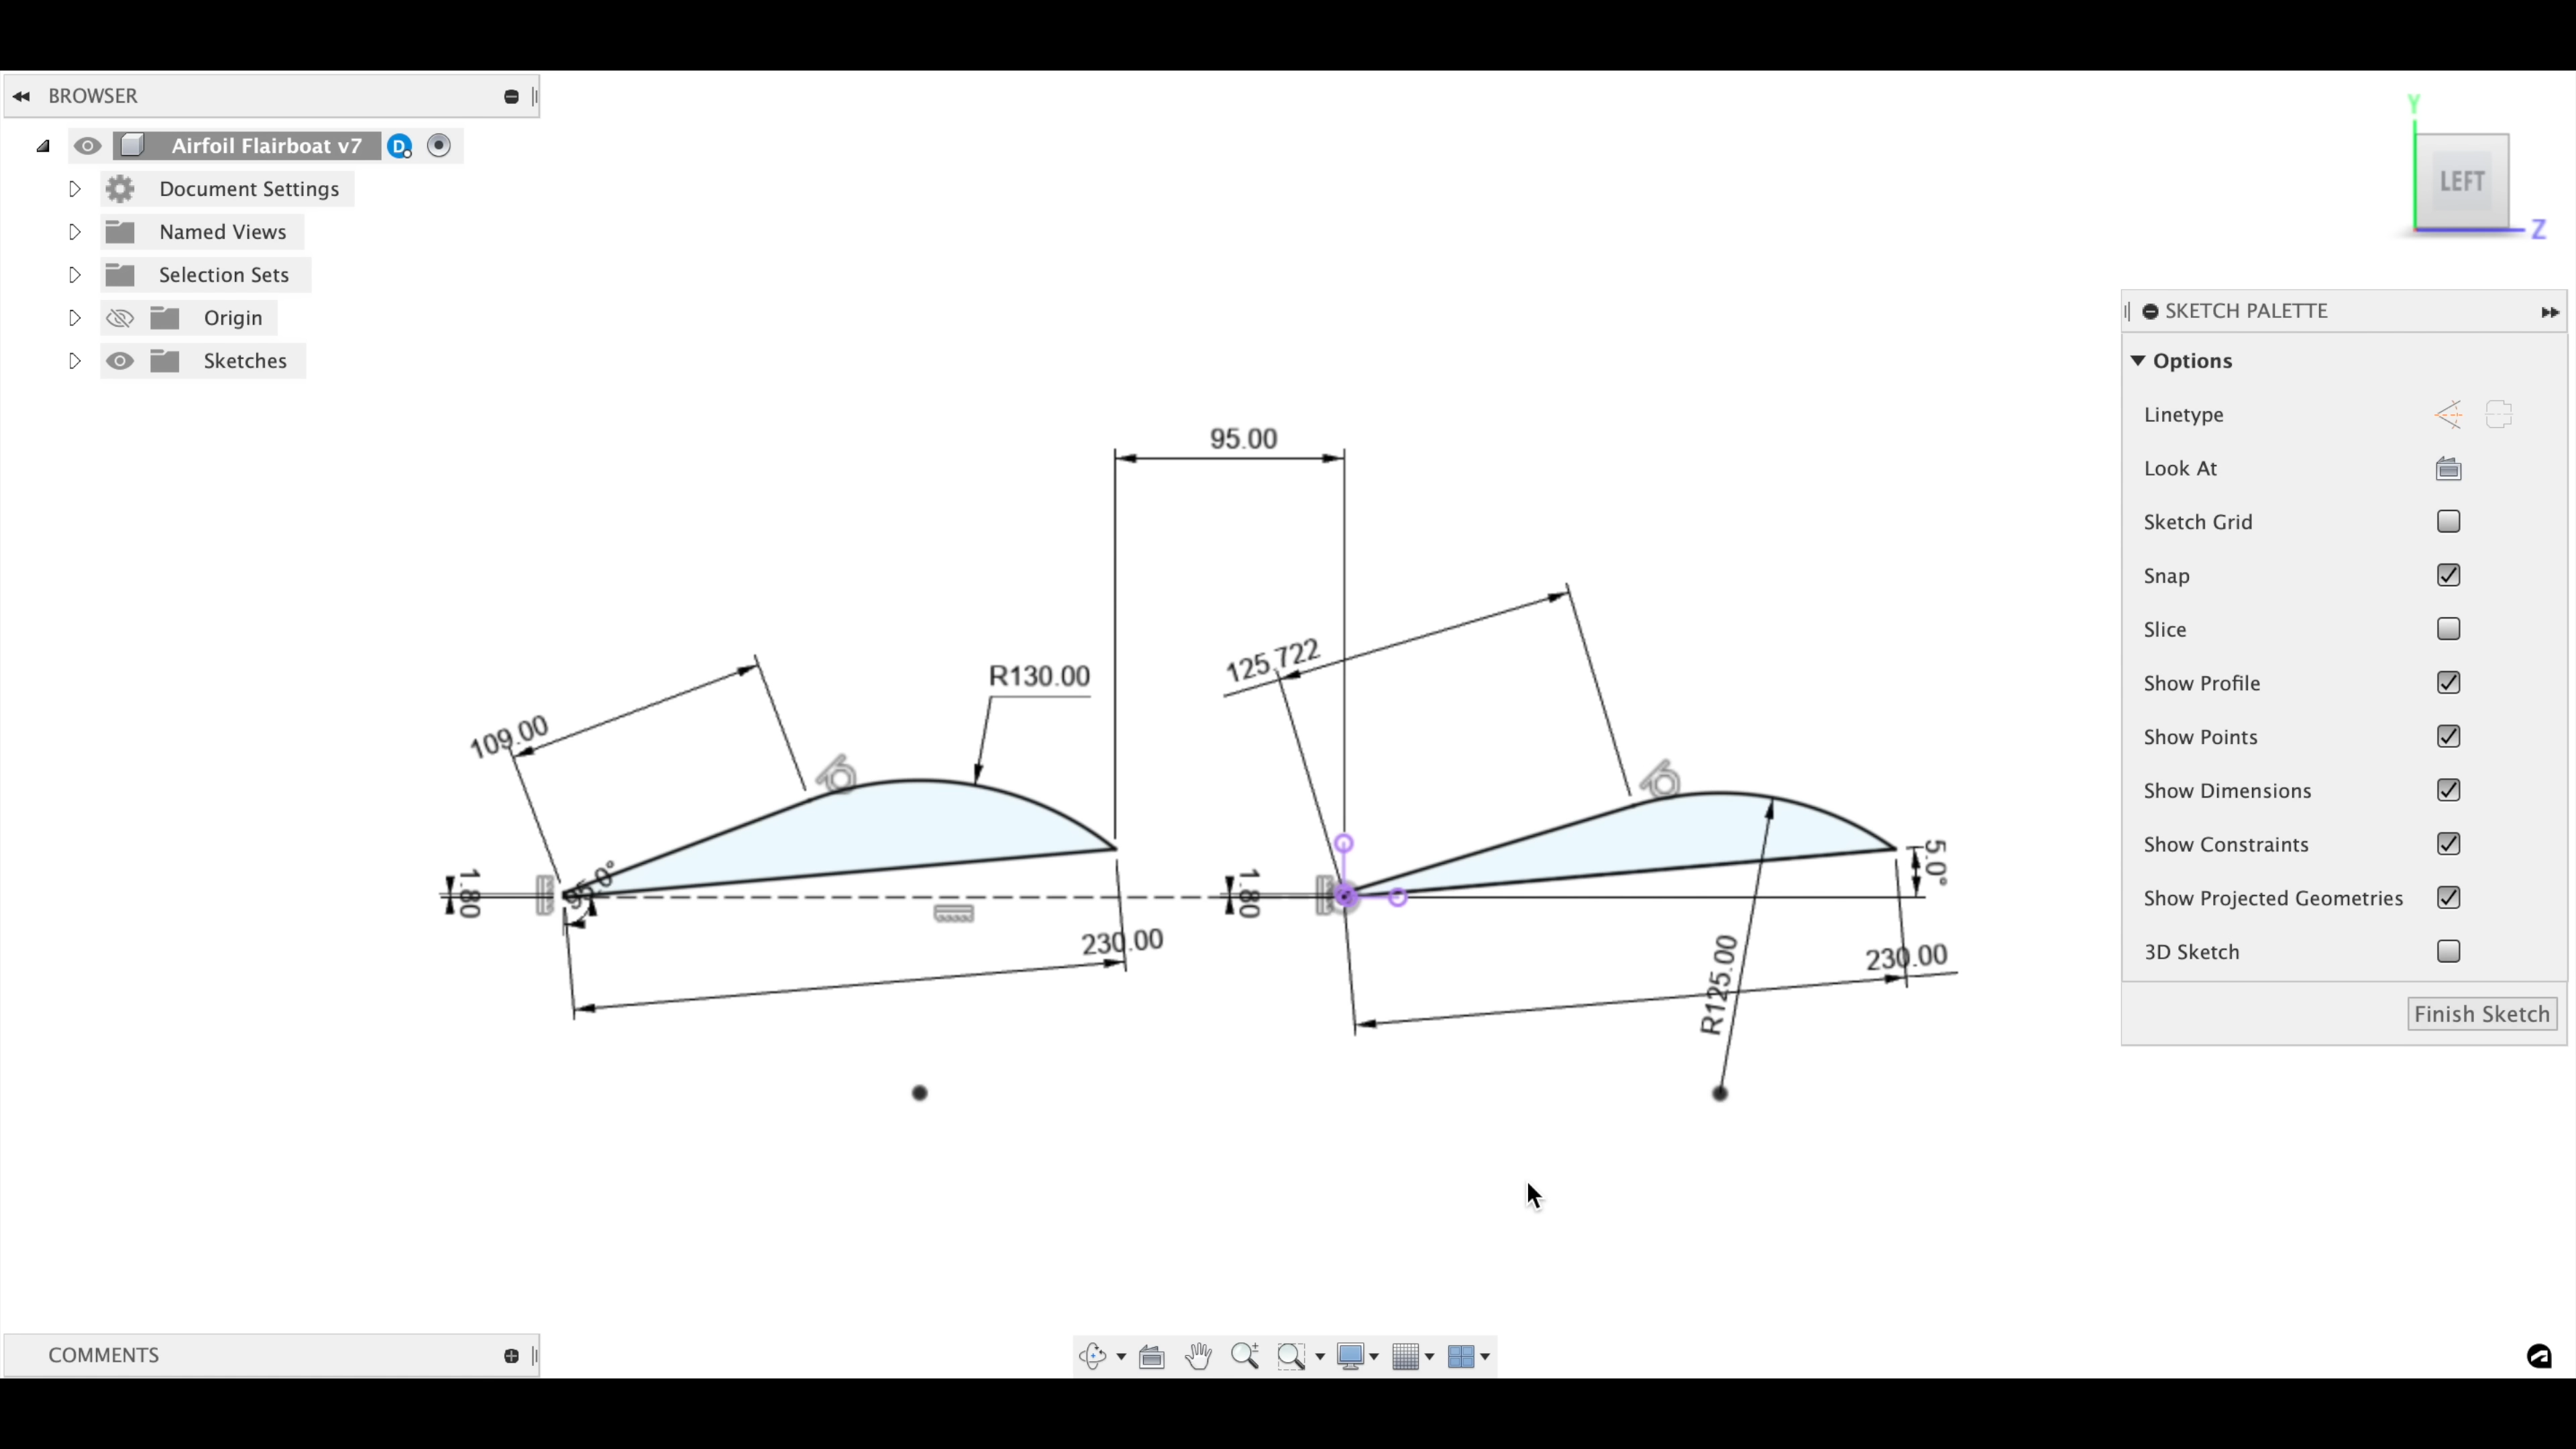 BROWSER
Airfoil Flairboat v7
D
Document Settings
Named Views
Selection Sets
Origin
Sketches
Y
LEFT
Z
SKETCH PALETTE
Options
Linetype
Look At
Sketch Grid
Snap
Slice
Show Profile
Show Points
Show Dimensions
Show Constraints
Show Projected Geometries
3D Sketch
Finish Sketch
95.00
125.722
R130.00
109.00
1.80
230.00
1.80
5.0°
R125.00
230.00
COMMENTS